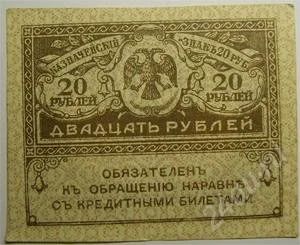 КАЗНАЧЕЙСКІЙ ЗНАКЪ 20 РУБ.
20 20
РУБЛЕЙ РУБЛЕЙ
ДВАДЦАТЬ РУБЛЕЙ
ОБЯЗАТЕЛЕНЪ
КЪ ОБРАЩЕНІЮ НАРАВНѢ
СЪ КРЕДИТНЫМИ БИЛЕТАМИ